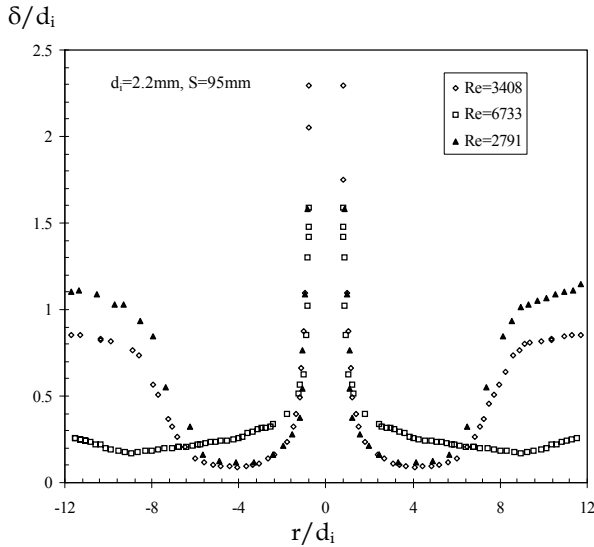 δ/dᵢ
2.5
dᵢ=2.2mm, S=95mm
Re=3408
Re=6733
Re=2791
2
1.5
1
0.5
0
-12 -8 -4 0 4 8 12
r/dᵢ